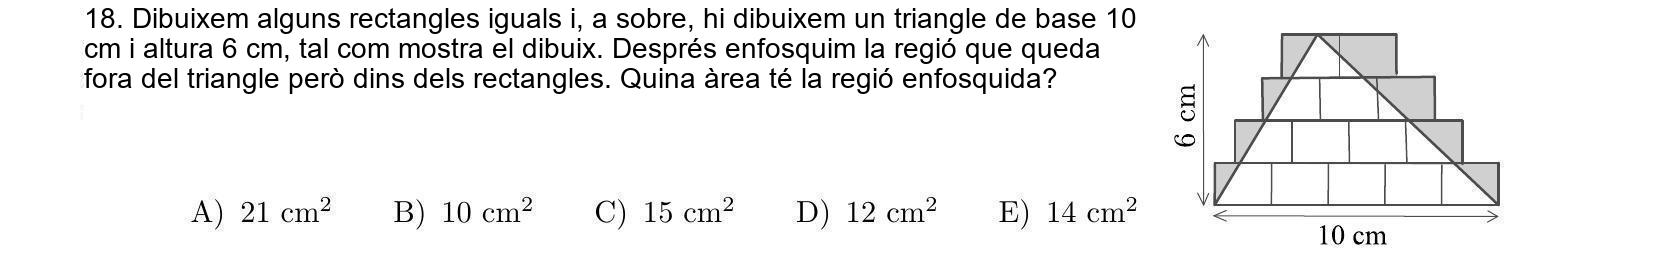 18. Dibuixem alguns rectangles iguals i, a sobre, hi dibuixem un triangle de base 10
cm i altura 6 cm, tal com mostra el dibuix. Després enfosquim la regió que queda
fora del triangle però dins dels rectangles. Quina àrea té la regió enfosquida?
6 cm
A) 21 cm² B) 10 cm² C) 15 cm² D) 12 cm² E) 14 cm²
10 cm